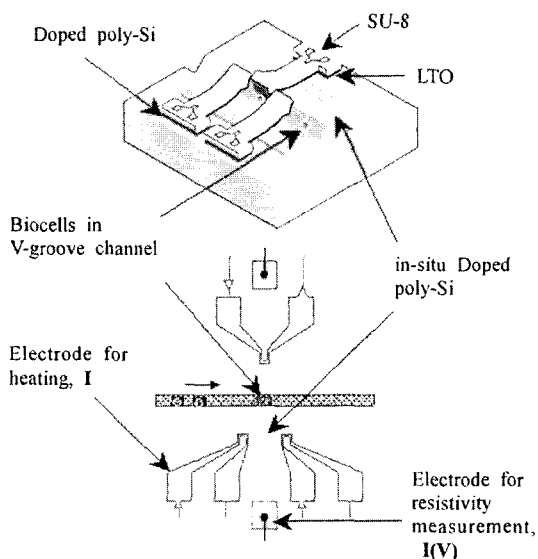 SU-8
Doped poly-Si
LTO
Biocells in
V-groove channel
in-situ Doped
poly-Si
Electrode for
heating, I
Electrode for
resistivity
measurement,
I(V)